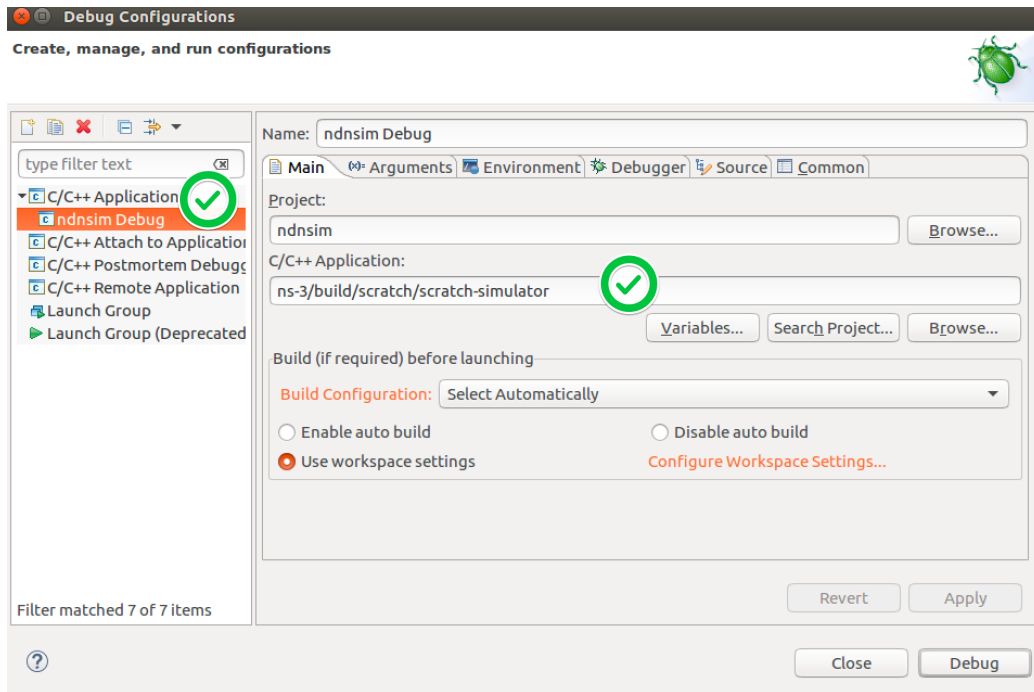 Debug Configurations
Create, manage, and run configurations
type filter text
C/C++ Application
ndnsim Debug
C/C++ Attach to Application
C/C++ Postmortem Debugg
C/C++ Remote Application
Launch Group
Launch Group (Deprecated
Filter matched 7 of 7 items
Name: ndnsim Debug
Main (x)= Arguments Environment Debugger Source Common
Project:
ndnsim Browse...
C/C++ Application:
ns-3/build/scratch/scratch-simulator
Variables... Search Project... Browse...
Build (if required) before launching
Build Configuration: Select Automatically
Enable auto build Disable auto build
Use workspace settings Configure Workspace Settings...
Revert Apply
? Close Debug